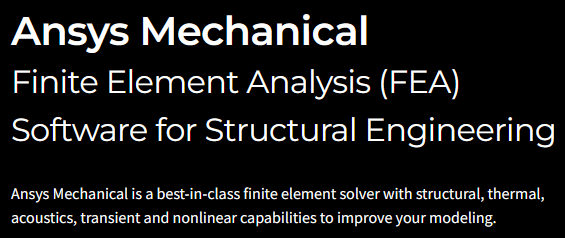 Ansys Mechanical
Finite Element Analysis (FEA)
Software for Structural Engineering
Ansys Mechanical is a best-in-class finite element solver with structural, thermal,
acoustics, transient and nonlinear capabilities to improve your modeling.